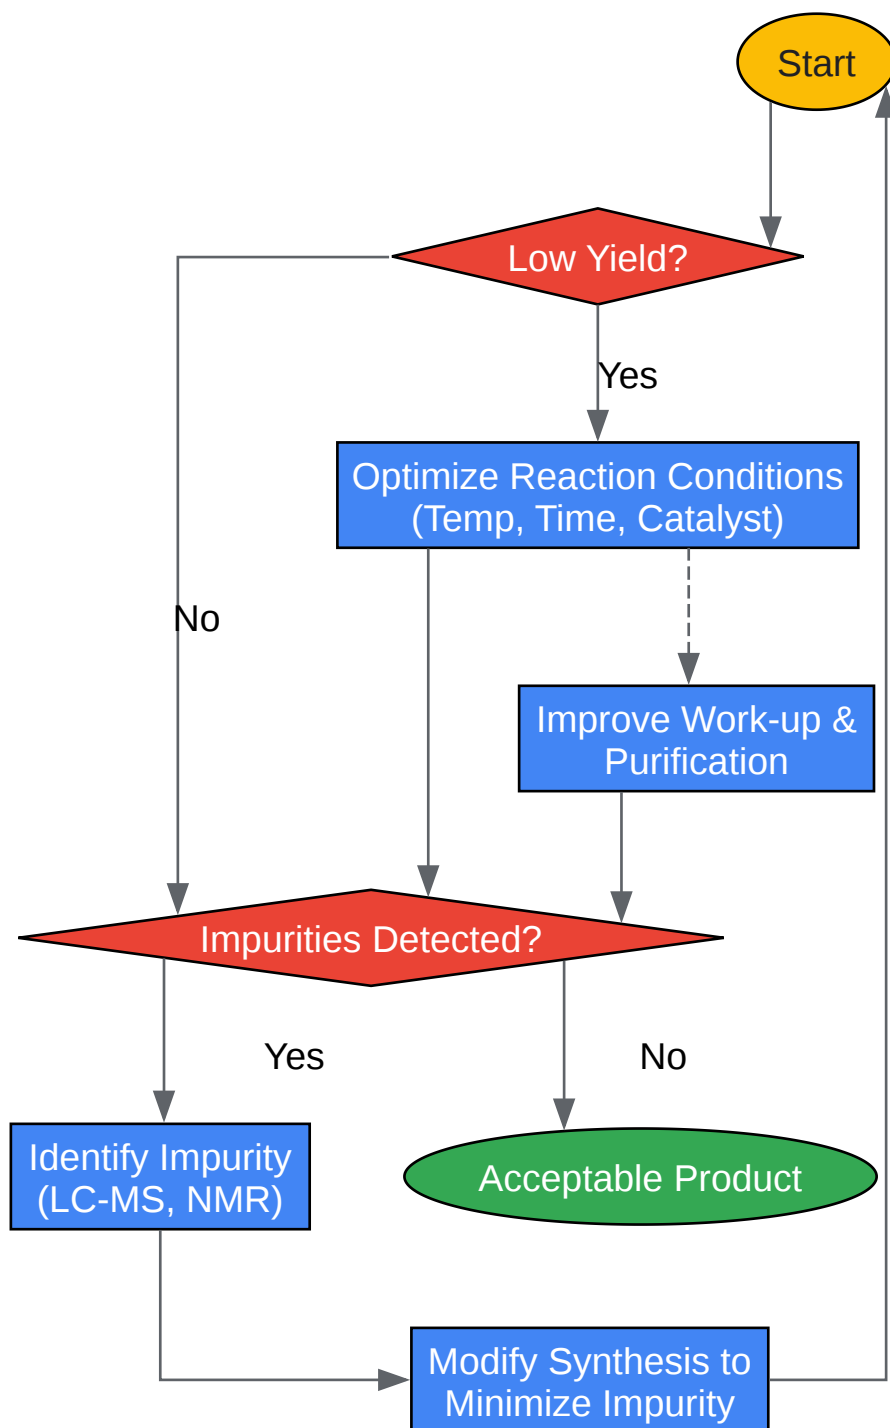 Start
Low Yield?
Yes
Optimize Reaction Conditions
(Temp, Time, Catalyst)
No
Improve Work-up &
Purification
Impurities Detected?
Yes
No
Identify Impurity
(LC-MS, NMR)
Acceptable Product
Modify Synthesis to
Minimize Impurity